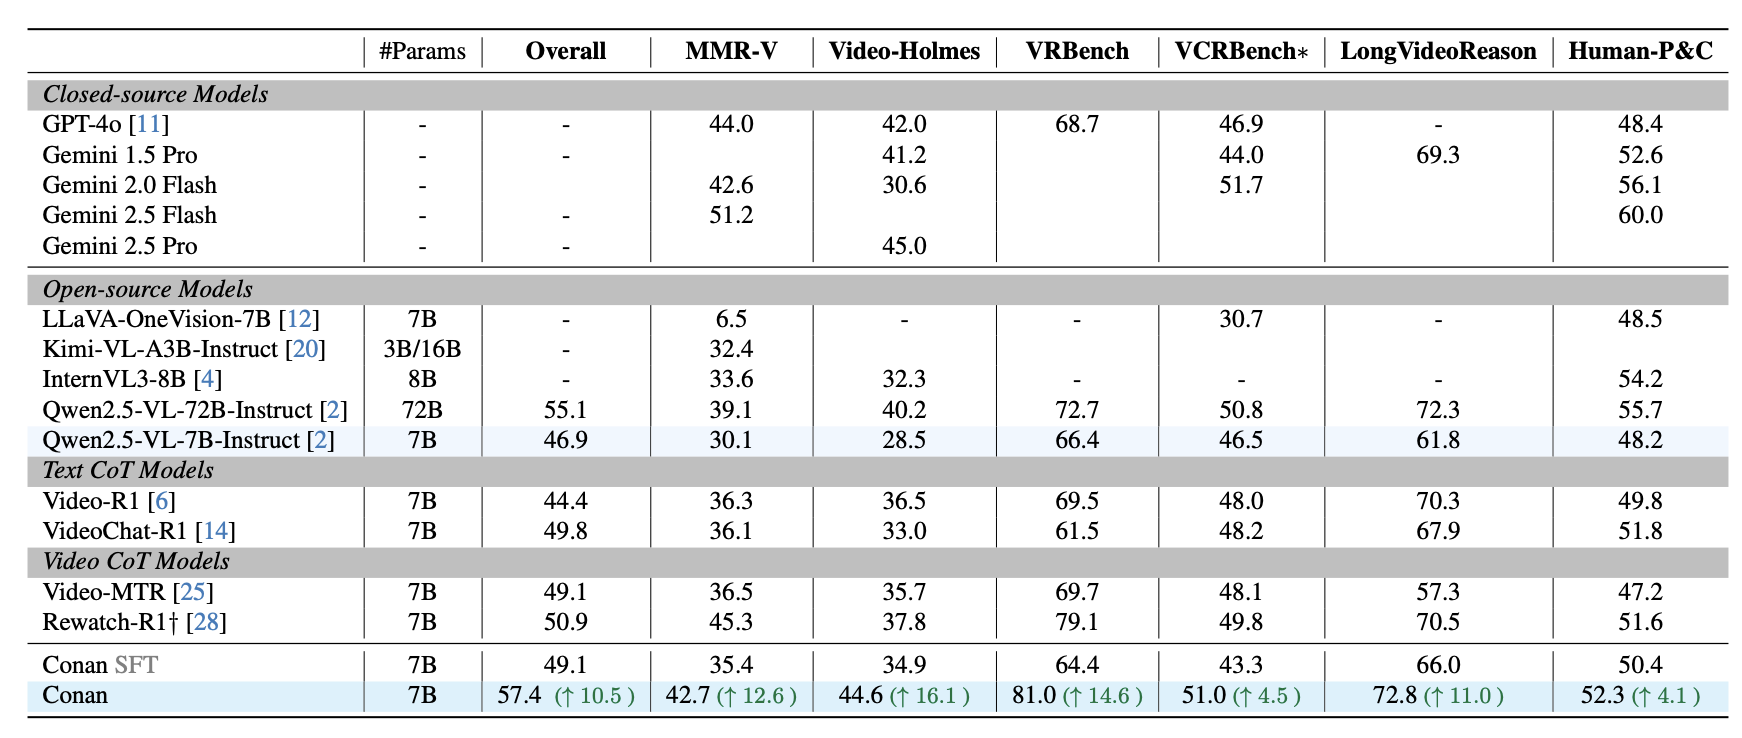 #Params Overall MMR-V Video-Holmes VRBench VCRBench* LongVideoReason Human-P&C
Closed-source Models
GPT-4o [11] - - 44.0 42.0 68.7 46.9 - 48.4
Gemini 1.5 Pro - - 41.2 44.0 69.3 52.6
Gemini 2.0 Flash - 42.6 30.6 51.7 56.1
Gemini 2.5 Flash - - 51.2 60.0
Gemini 2.5 Pro - - 45.0
Open-source Models
LLaVA-OneVision-7B [12] 7B - 6.5 - - 30.7 - 48.5
Kimi-VL-A3B-Instruct [20] 3B/16B - 32.4
InternVL3-8B [4] 8B - 33.6 32.3 - - - 54.2
Qwen2.5-VL-72B-Instruct [2] 72B 55.1 39.1 40.2 72.7 50.8 72.3 55.7
Qwen2.5-VL-7B-Instruct [2] 7B 46.9 30.1 28.5 66.4 46.5 61.8 48.2
Text CoT Models
Video-R1 [6] 7B 44.4 36.3 36.5 69.5 48.0 70.3 49.8
VideoChat-R1 [14] 7B 49.8 36.1 33.0 61.5 48.2 67.9 51.8
Video CoT Models
Video-MTR [25] 7B 49.1 36.5 35.7 69.7 48.1 57.3 47.2
Rewatch-R1† [28] 7B 50.9 45.3 37.8 79.1 49.8 70.5 51.6
Conan SFT 7B 49.1 35.4 34.9 64.4 43.3 66.0 50.4
Conan 7B 57.4 (↑ 10.5 ) 42.7 (↑ 12.6 ) 44.6 (↑ 16.1 ) 81.0 (↑ 14.6 ) 51.0 (↑ 4.5 ) 72.8 (↑ 11.0 ) 52.3 (↑ 4.1 )